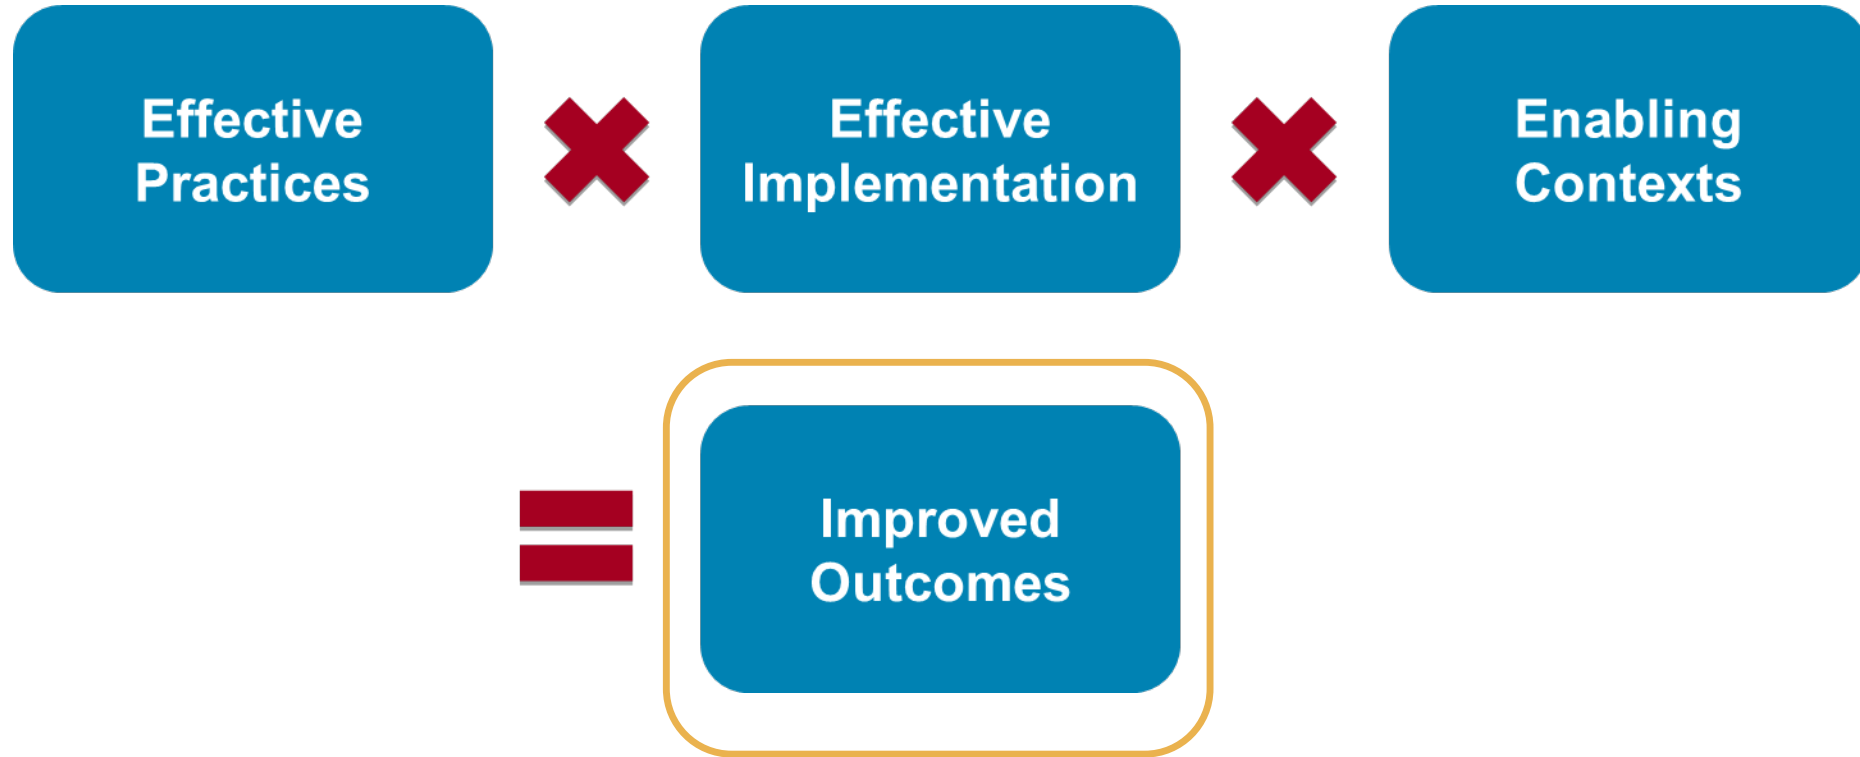 Effective
Practices
Effective
Implementation
Enabling
Contexts
Improved
Outcomes